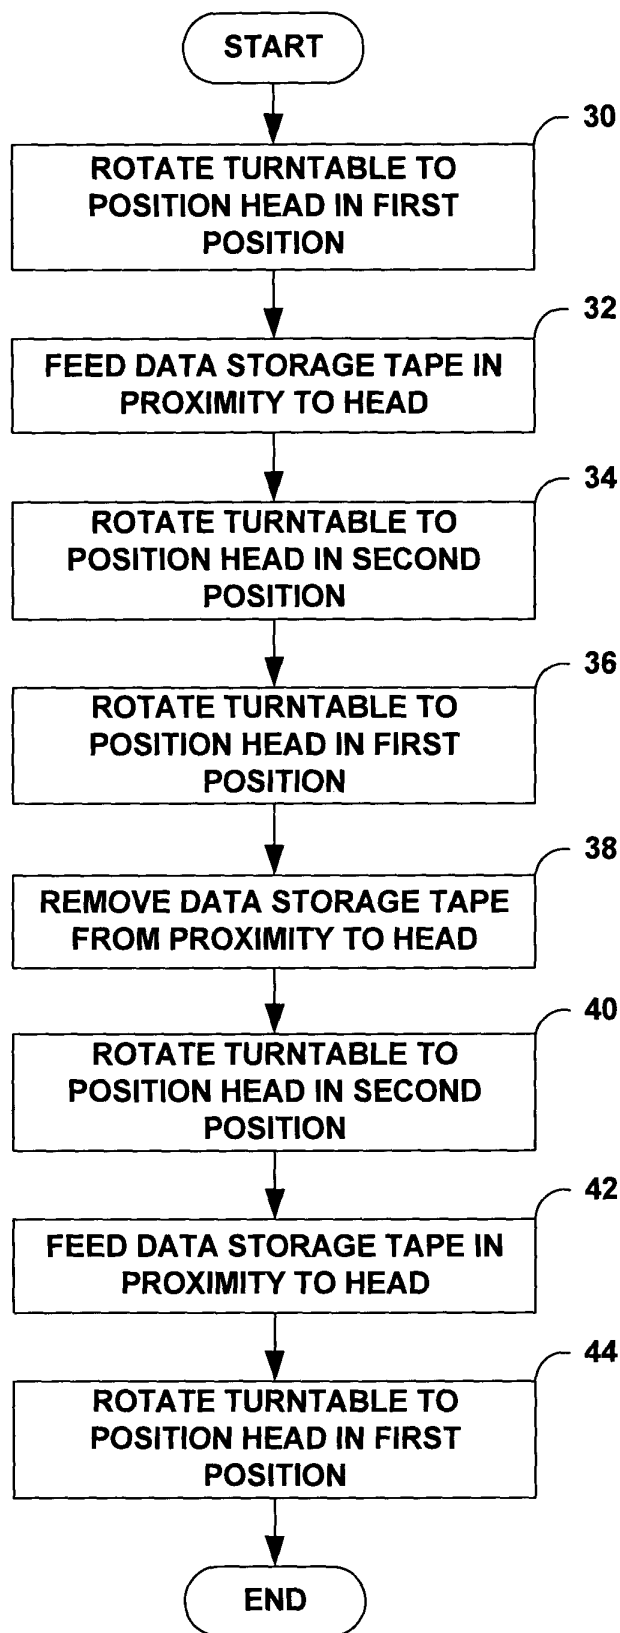 START
30
ROTATE TURNTABLE TO
POSITION HEAD IN FIRST
POSITION
32
FEED DATA STORAGE TAPE IN
PROXIMITY TO HEAD
34
ROTATE TURNTABLE TO
POSITION HEAD IN SECOND
POSITION
36
ROTATE TURNTABLE TO
POSITION HEAD IN FIRST
POSITION
38
REMOVE DATA STORAGE TAPE
FROM PROXIMITY TO HEAD
40
ROTATE TURNTABLE TO
POSITION HEAD IN SECOND
POSITION
42
FEED DATA STORAGE TAPE IN
PROXIMITY TO HEAD
44
ROTATE TURNTABLE TO
POSITION HEAD IN FIRST
POSITION
END